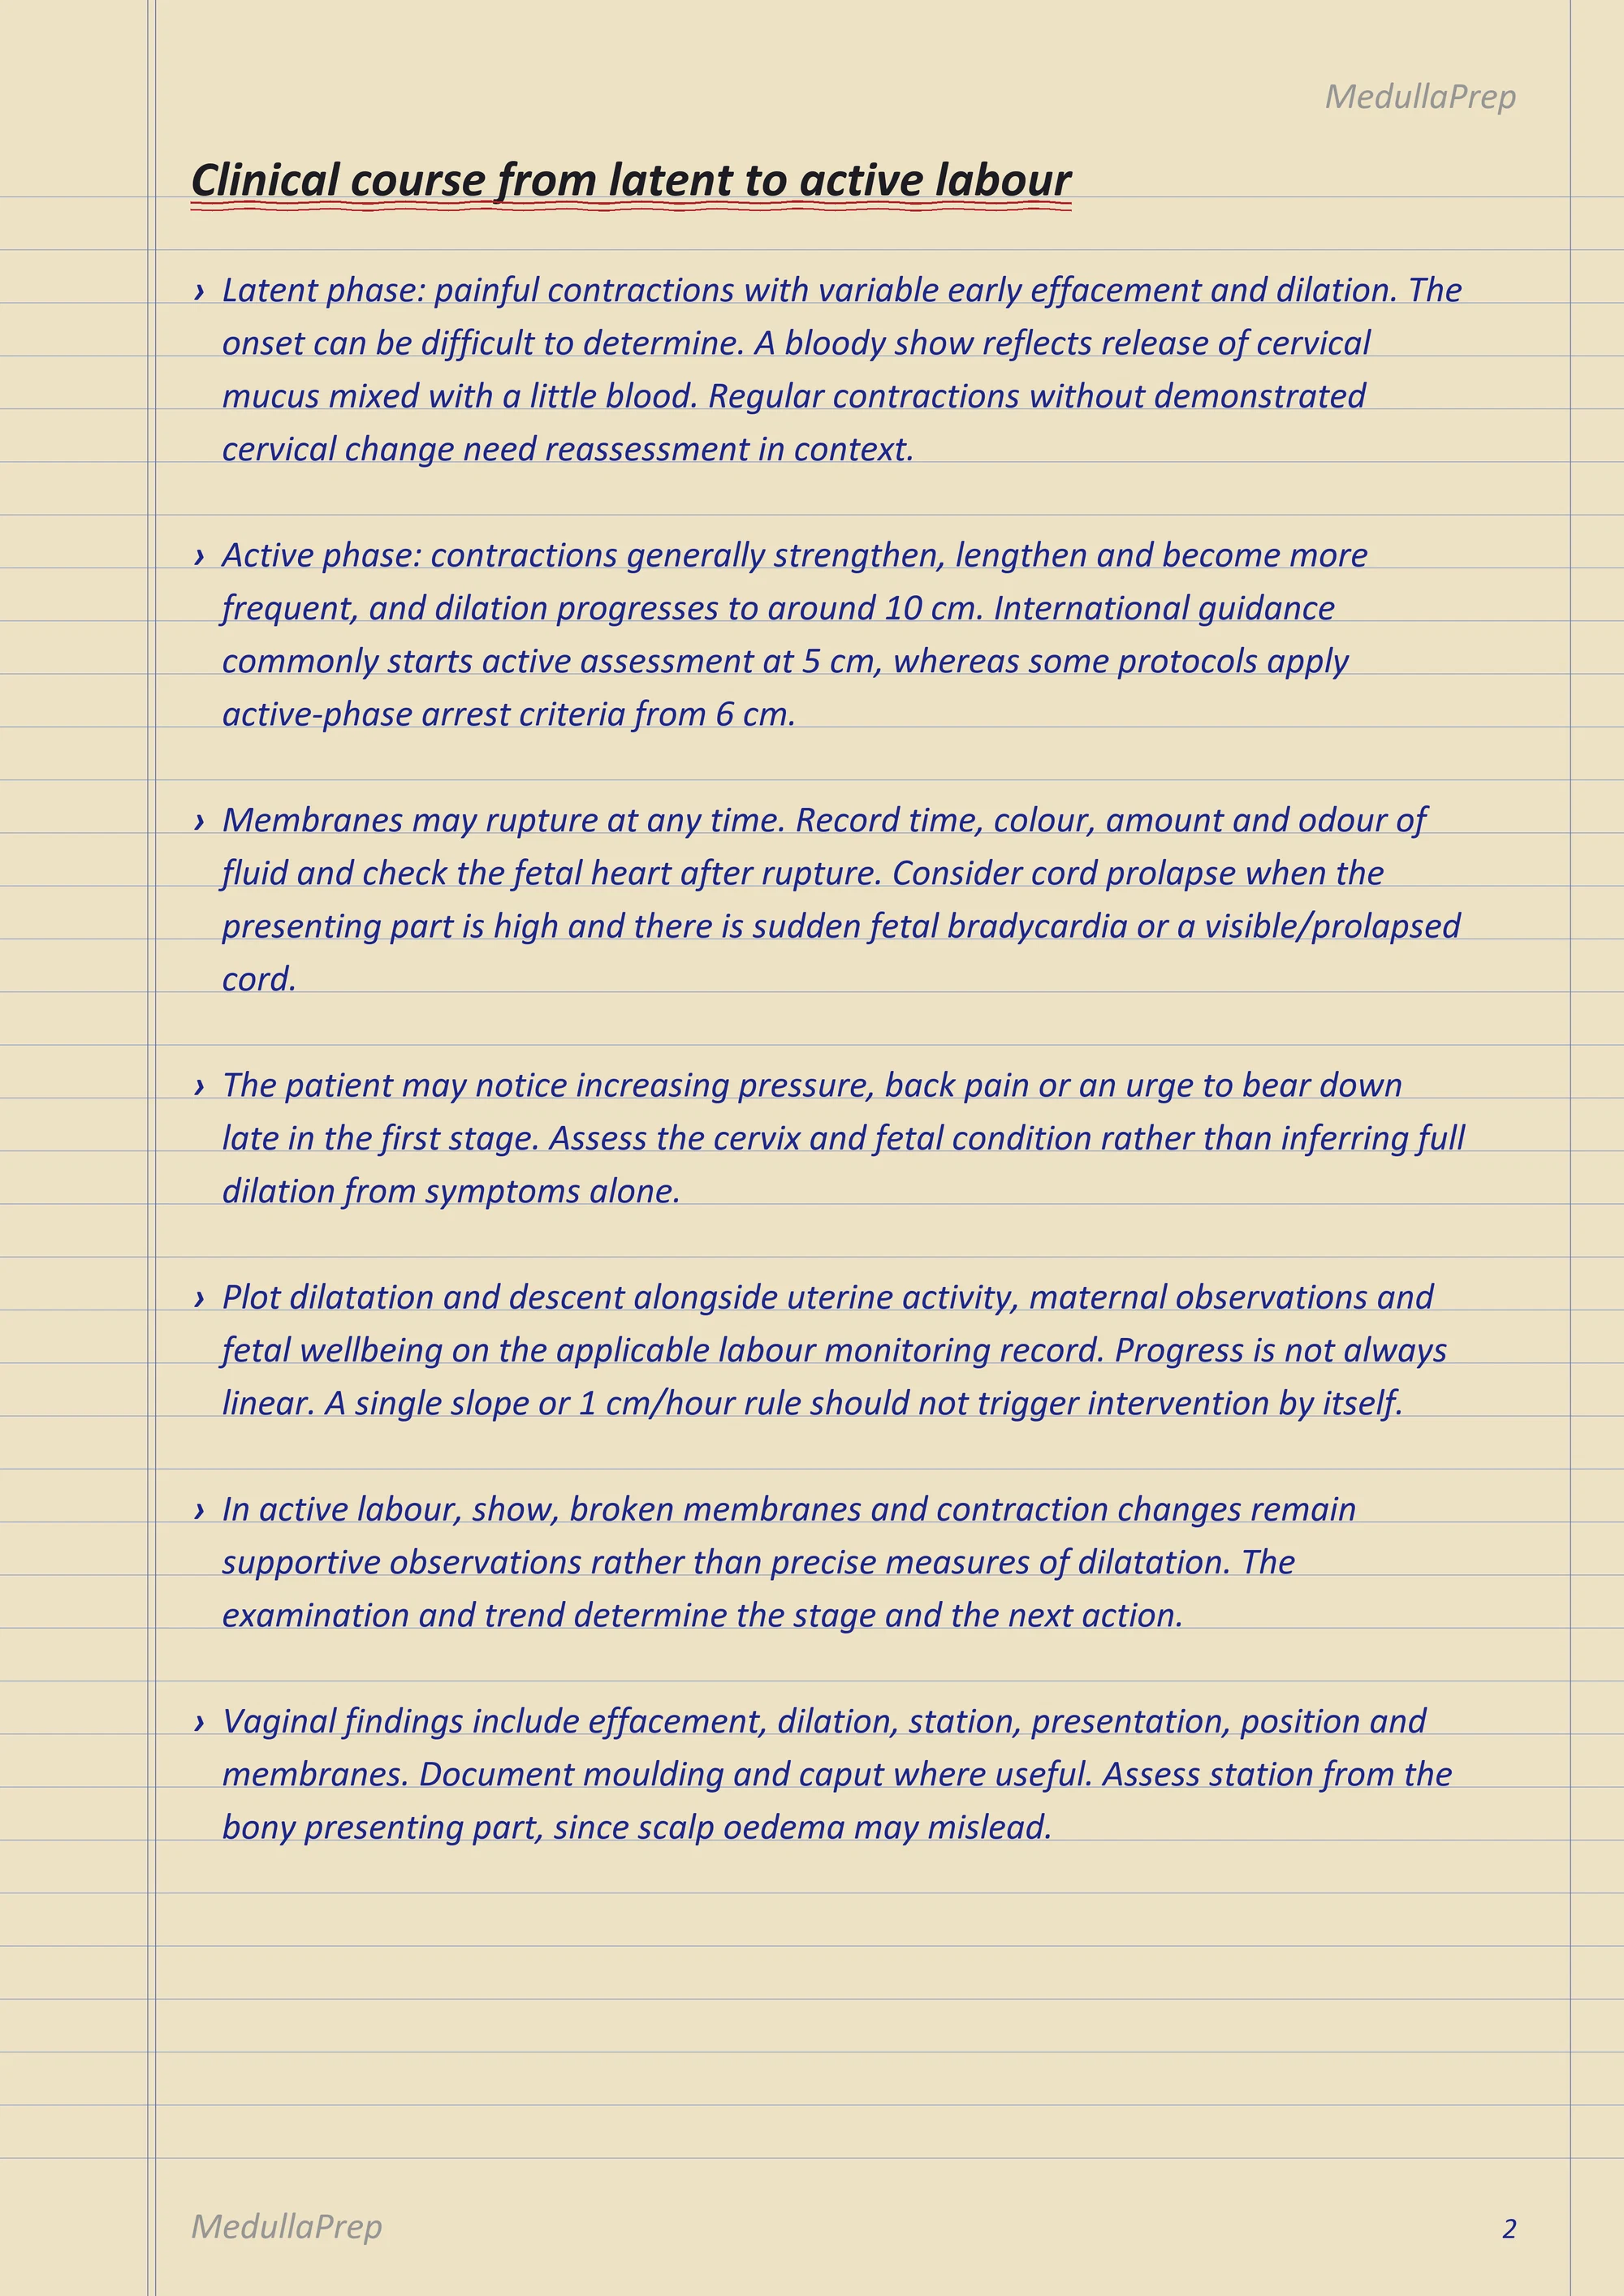 MedullaPrep
Clinical course from latent to active labour
› Latent phase: painful contractions with variable early effacement and dilation. The
onset can be difficult to determine. A bloody show reflects release of cervical
mucus mixed with a little blood. Regular contractions without demonstrated
cervical change need reassessment in context.
› Active phase: contractions generally strengthen, lengthen and become more
frequent, and dilation progresses to around 10 cm. International guidance
commonly starts active assessment at 5 cm, whereas some protocols apply
active-phase arrest criteria from 6 cm.
› Membranes may rupture at any time. Record time, colour, amount and odour of
fluid and check the fetal heart after rupture. Consider cord prolapse when the
presenting part is high and there is sudden fetal bradycardia or a visible/prolapsed
cord.
› The patient may notice increasing pressure, back pain or an urge to bear down
late in the first stage. Assess the cervix and fetal condition rather than inferring full
dilation from symptoms alone.
› Plot dilatation and descent alongside uterine activity, maternal observations and
fetal wellbeing on the applicable labour monitoring record. Progress is not always
linear. A single slope or 1 cm/hour rule should not trigger intervention by itself.
› In active labour, show, broken membranes and contraction changes remain
supportive observations rather than precise measures of dilatation. The
examination and trend determine the stage and the next action.
› Vaginal findings include effacement, dilation, station, presentation, position and
membranes. Document moulding and caput where useful. Assess station from the
bony presenting part, since scalp oedema may mislead.
MedullaPrep
2